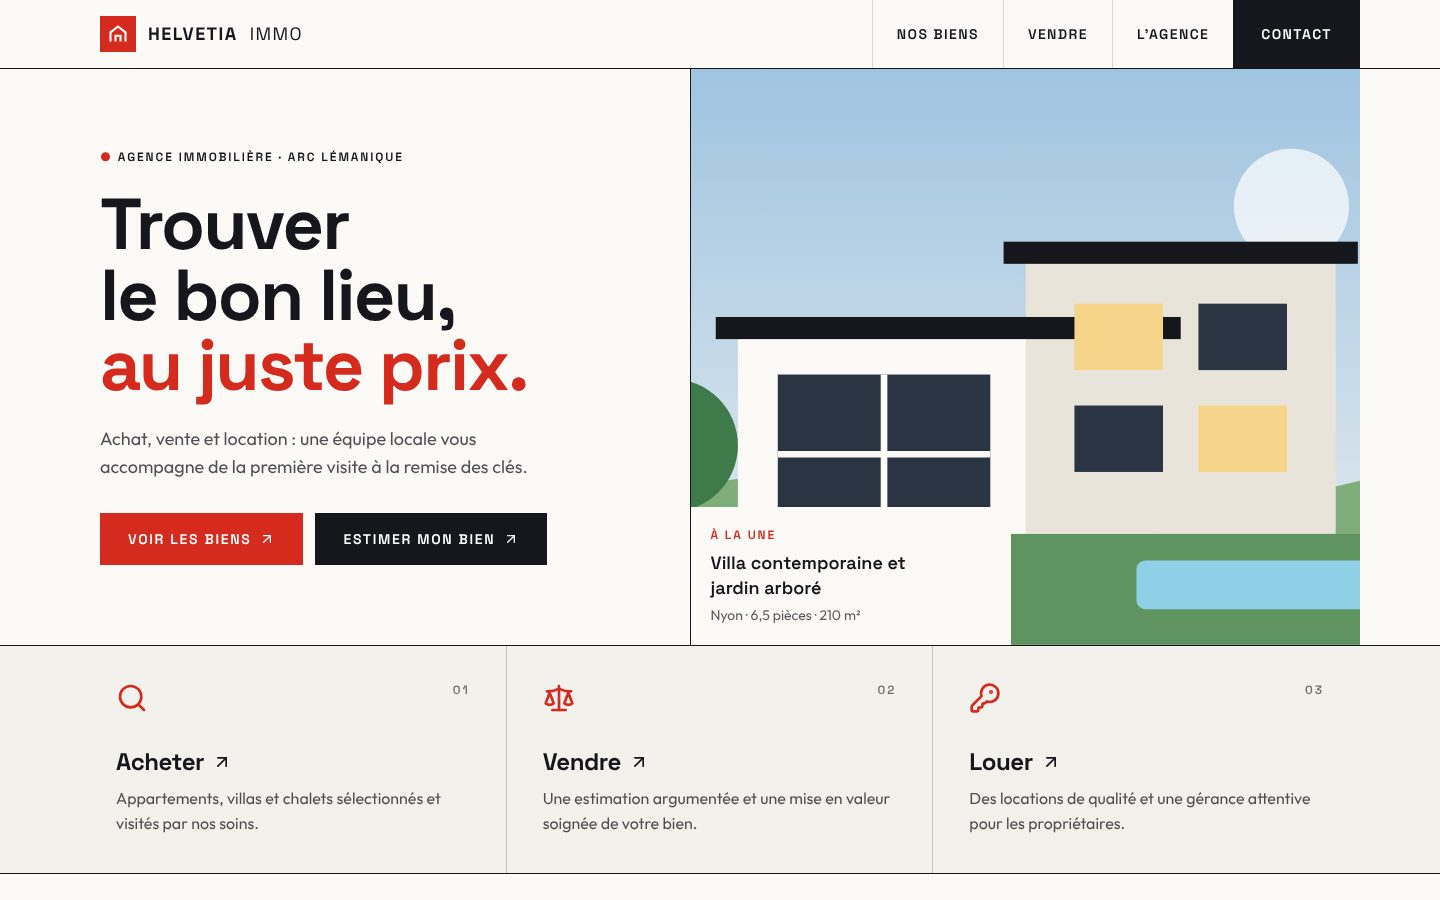 HELVETIA IMMO
NOS BIENS
VENDRE
L'AGENCE
CONTACT
AGENCE IMMOBILIÈRE · ARC LÉMANIQUE
Trouver
le bon lieu,
au juste prix.
Achat, vente et location : une équipe locale vous
accompagne de la première visite à la remise des clés.
VOIR LES BIENS
ESTIMER MON BIEN
À LA UNE
Villa contemporaine et
jardin arboré
Nyon · 6,5 pièces · 210 m²
01
Acheter
Appartements, villas et chalets sélectionnés et
visités par nos soins.
02
Vendre
Une estimation argumentée et une mise en valeur
soignée de votre bien.
03
Louer
Des locations de qualité et une gérance attentive
pour les propriétaires.